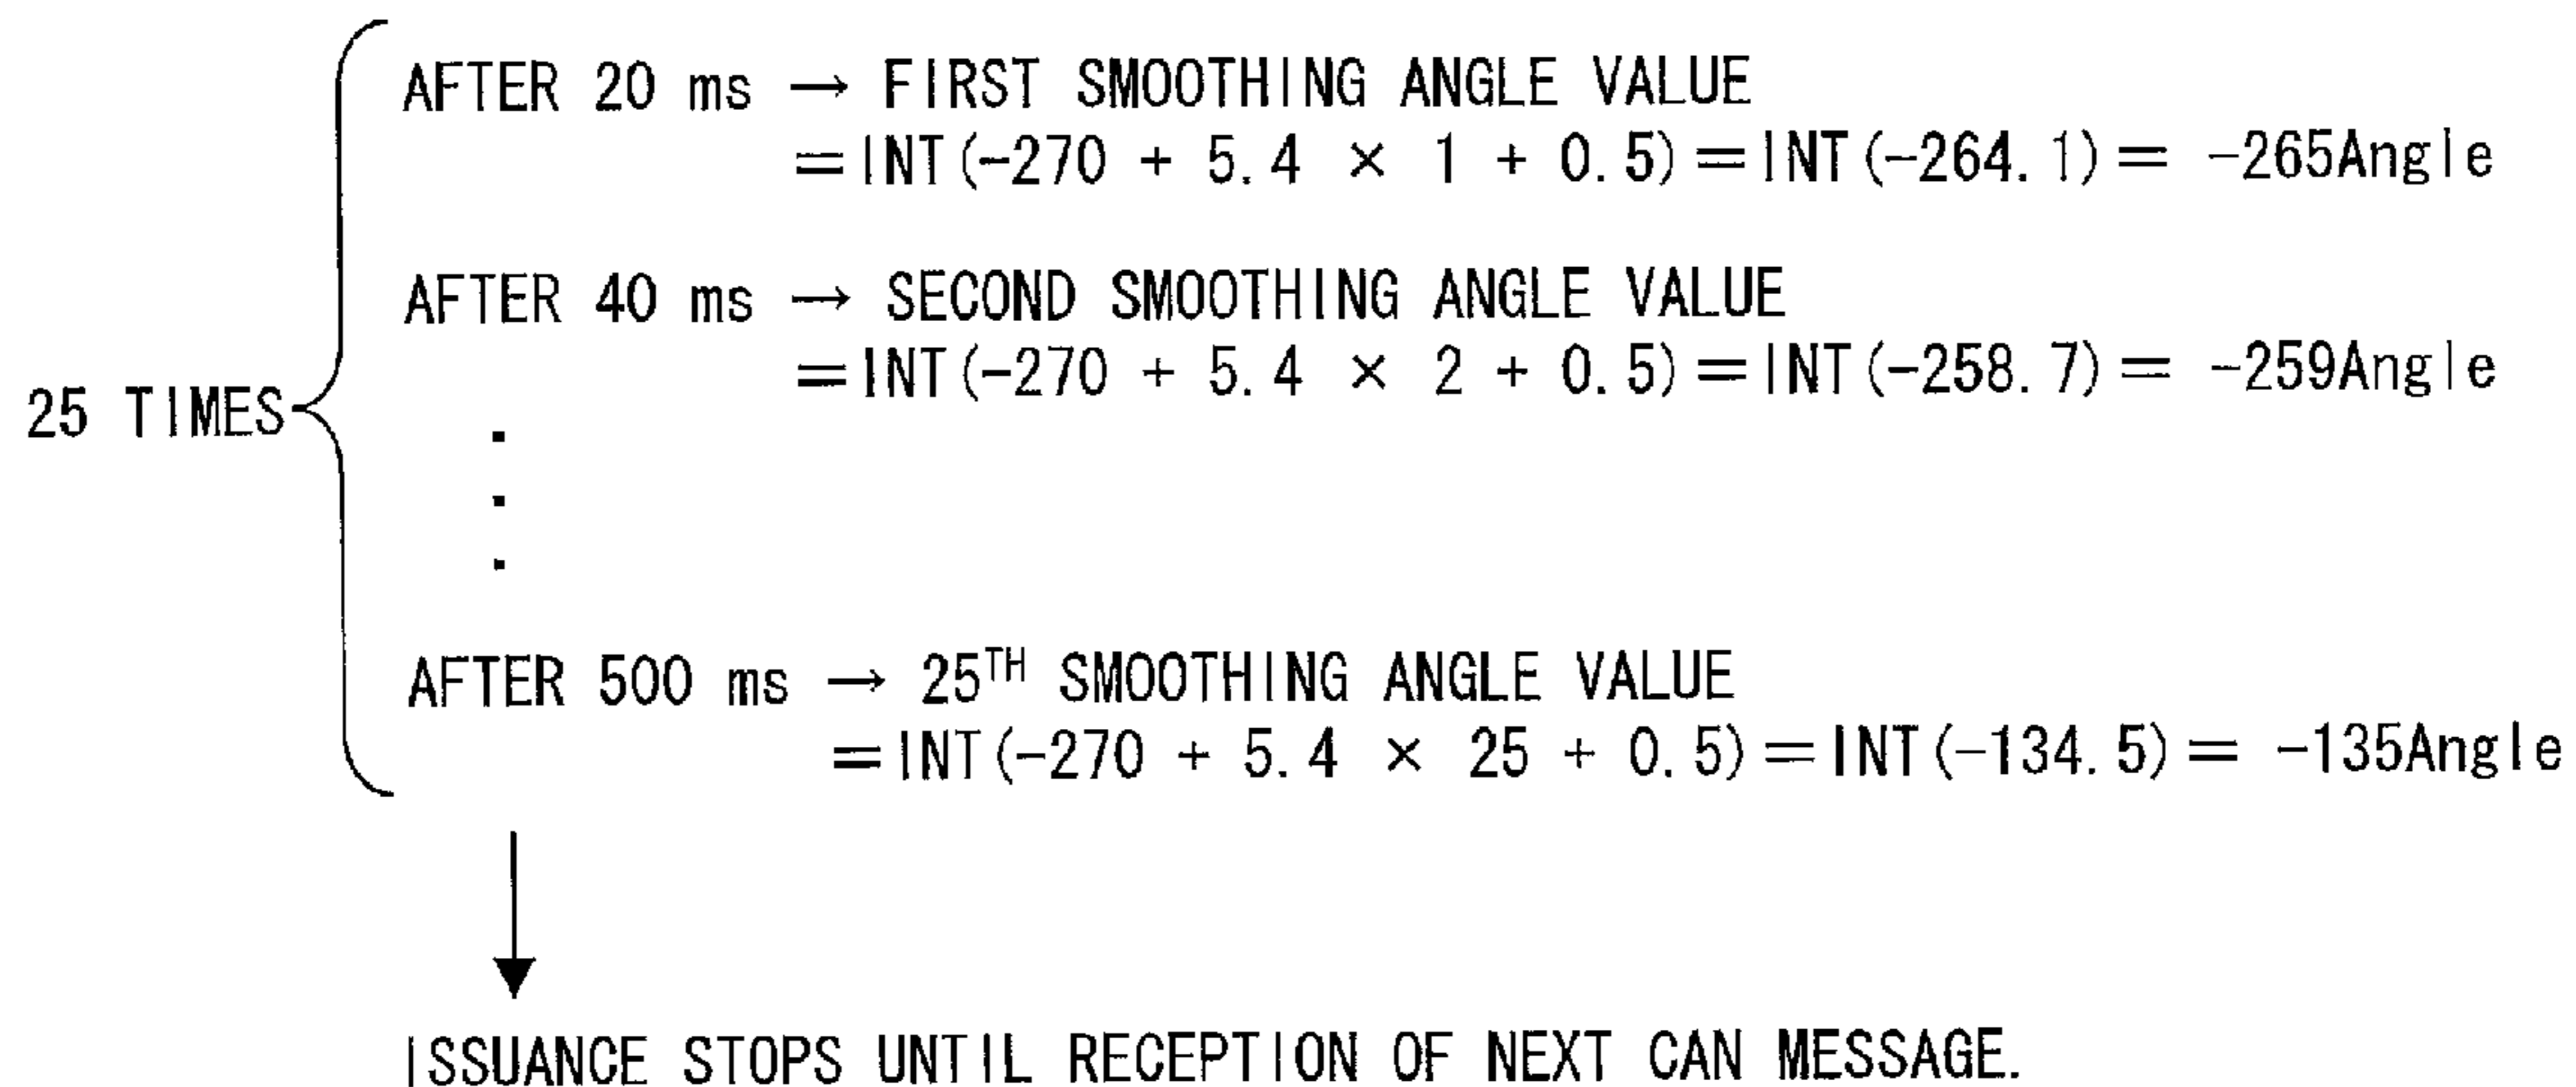 AFTER 20 ms → FIRST SMOOTHING ANGLE VALUE
=INT(-270 + 5.4 × 1 + 0.5)=INT(-264.1)= -265Angle
AFTER 40 ms → SECOND SMOOTHING ANGLE VALUE
=INT(-270 + 5.4 × 2 + 0.5)=INT(-258.7)= -259Angle
25 TIMES
AFTER 500 ms → 25TH SMOOTHING ANGLE VALUE
=INT(-270 + 5.4 × 25 + 0.5)=INT(-134.5)= -135Angle
ISSUANCE STOPS UNTIL RECEPTION OF NEXT CAN MESSAGE.